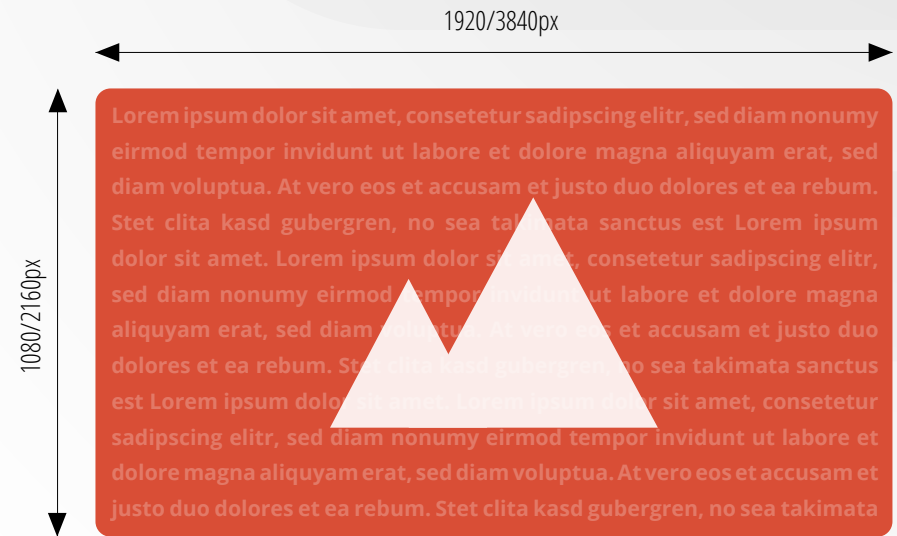 1920/3840px
1080/2160px
Lorem ipsum dolor sit amet, consetetur sadipscing elitr, sed diam nonumy
eirmod tempor invidunt ut labore et dolore magna aliquyam erat, sed
diam voluptua. At vero eos et accusam et justo duo dolores et ea rebum.
Stet clita kasd gubergren, no sea takimata sanctus est Lorem ipsum
dolor sit amet. Lorem ipsum dolor sit amet, consetetur sadipscing elitr,
sed diam nonumy eirmod tempor invidunt ut labore et dolore magna
aliquyam erat, sed diam voluptua. At vero eos et accusam et justo duo
dolores et ea rebum. Stet clita kasd gubergren, no sea takimata sanctus
est Lorem ipsum dolor sit amet. Lorem ipsum dolor sit amet, consetetur
sadipscing elitr, sed diam nonumy eirmod tempor invidunt ut labore et
dolore magna aliquyam erat, sed diam voluptua. At vero eos et accusam et
justo duo dolores et ea rebum. Stet clita kasd gubergren, no sea takimata